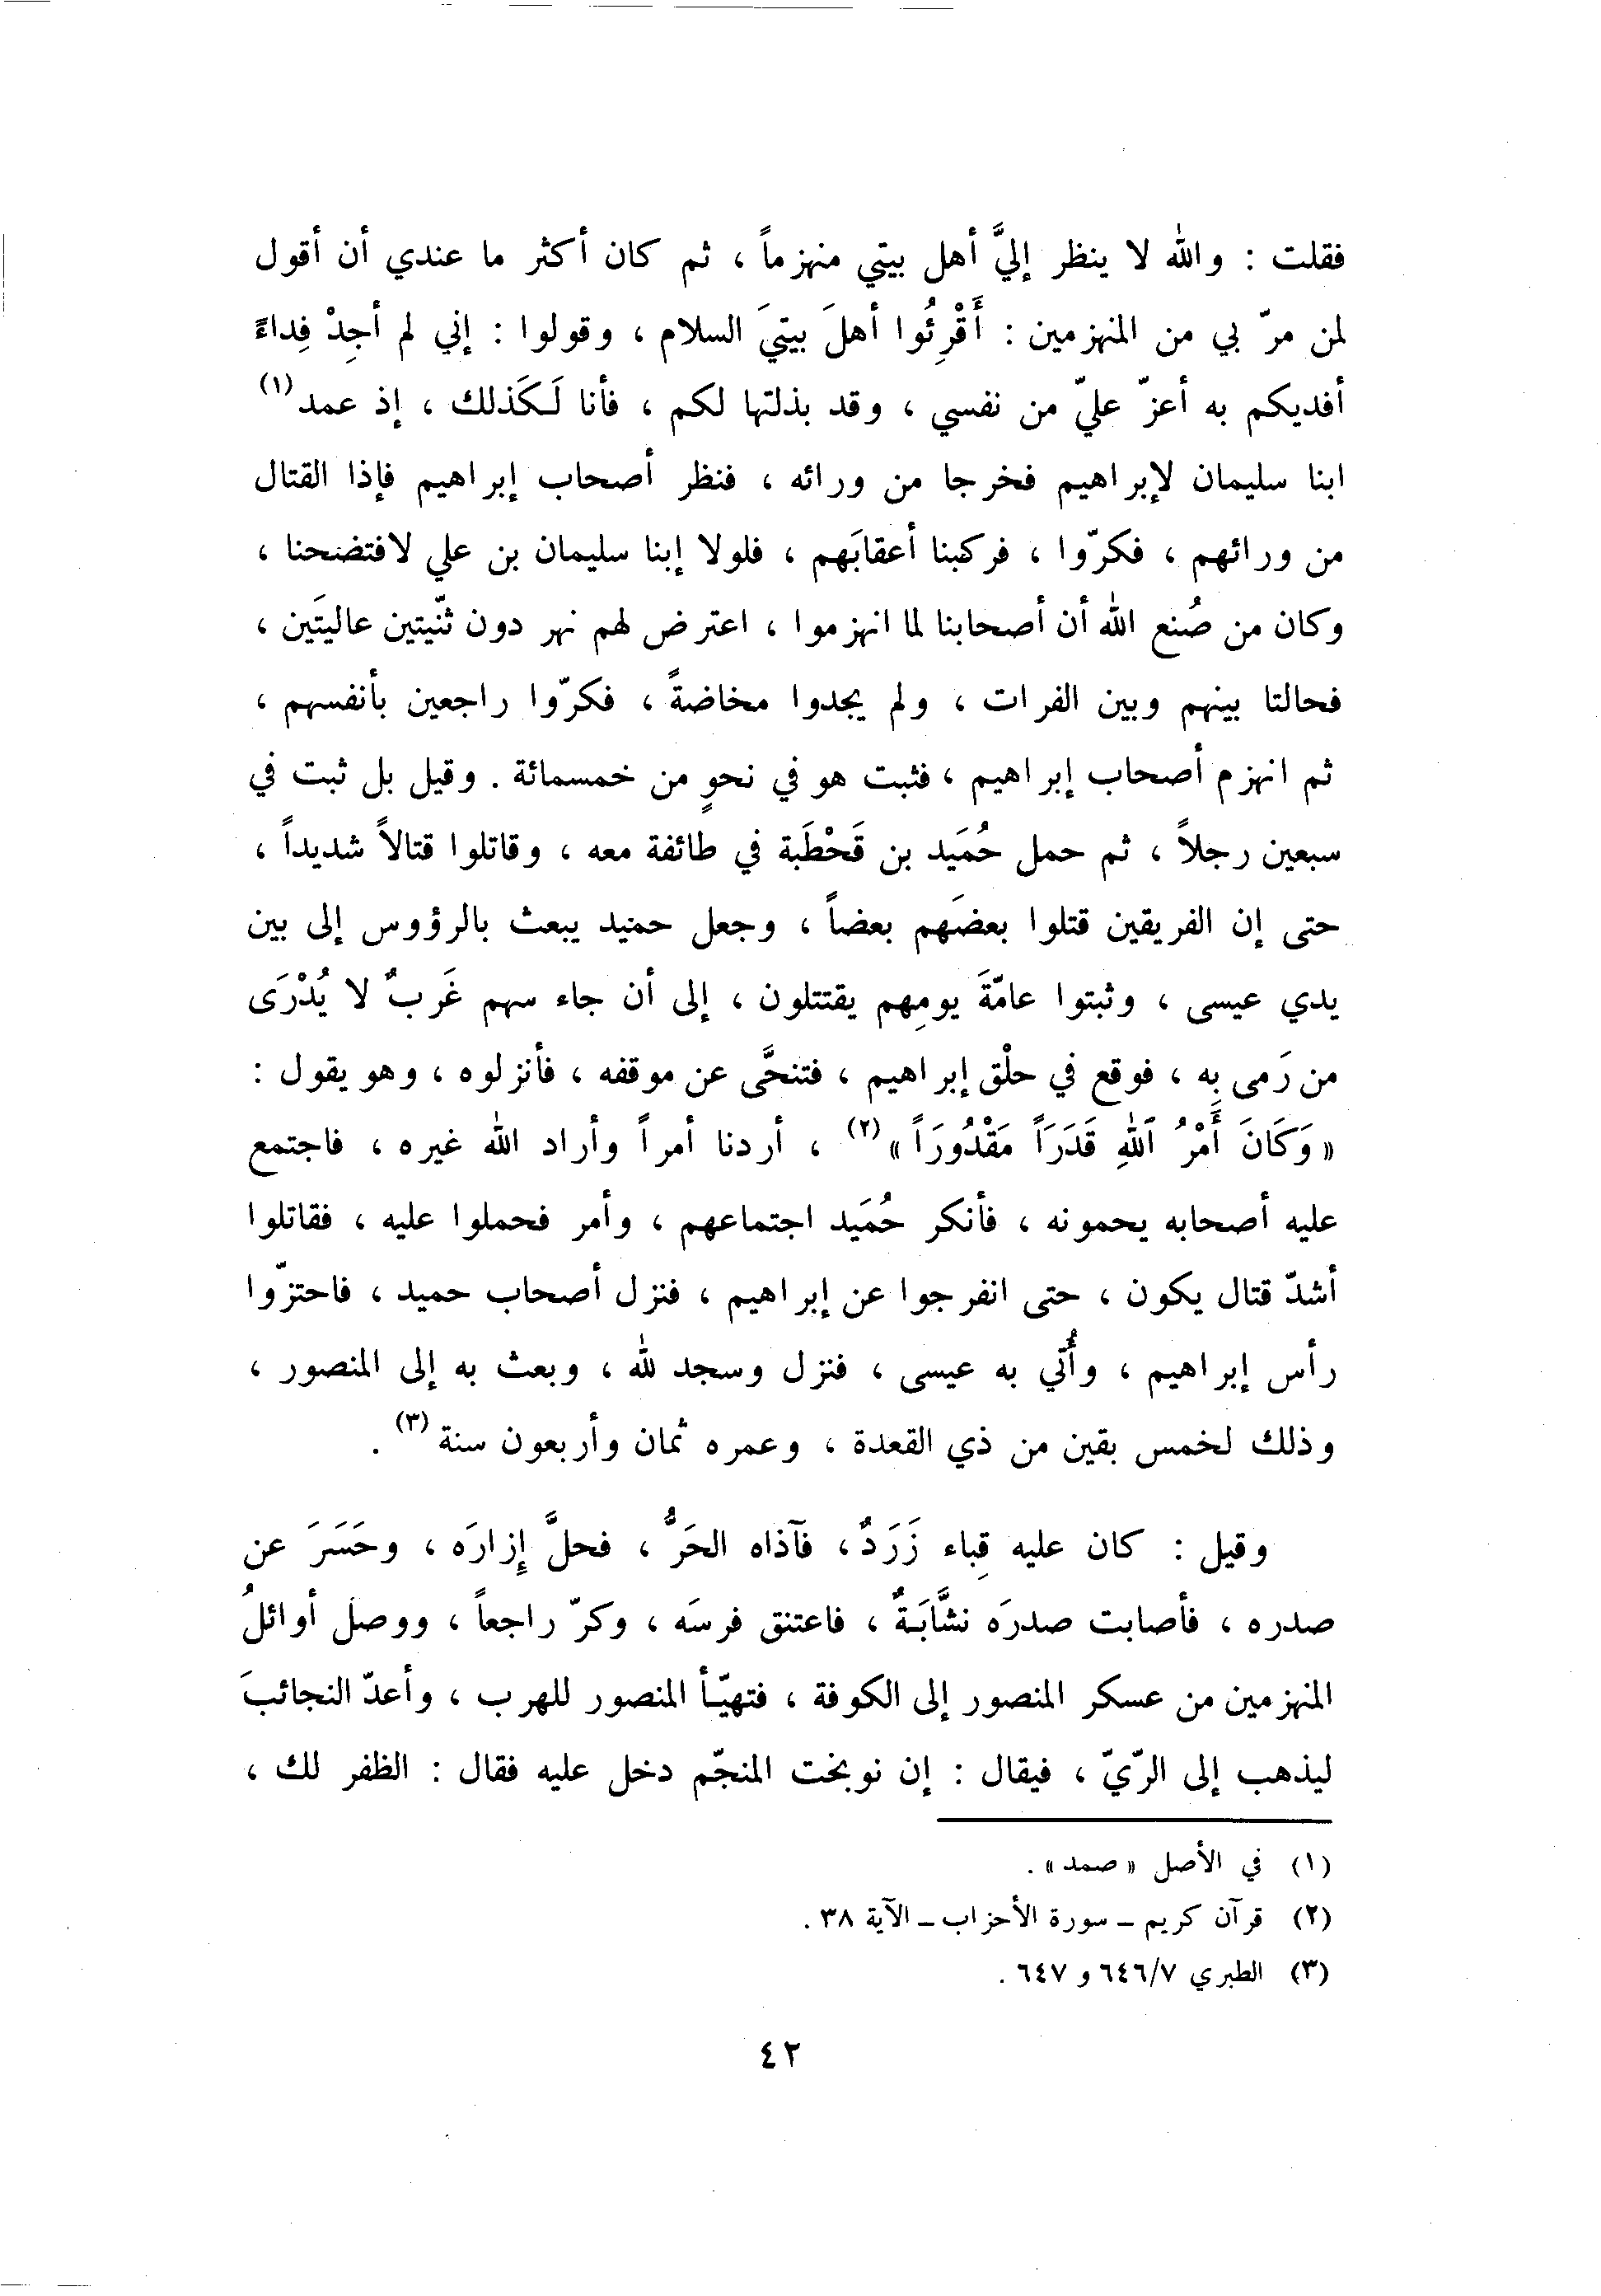 فقلت : والله لا ينظر إليَّ أهل بيتي منهزماً ، ثم كان أكثر ما عندي أن أقول
لمن مرّ بي من المنهزمين : أَقْرِئُوا أهلَ بيتيَ السلام ، وقولوا : إني لم أجِدْ فِداءً
أفديكم به أعزّ عليّ من نفسي ، وقد بذلتها لكم ، فأنا لَكَذلك ، إذ عمد(١)
ابنا سليمان لإبراهيم فخرجا من ورائه ، فنظر أصحاب إبراهيم فإذا القتال
من ورائهم ، فكرّوا ، فركبنا أعقابَهم ، فلولا إبنا سليمان بن علي لافتضحنا ،
وكان من صُنع الله أن أصحابنا لما انهزموا ، اعترض لهم نهر دون ثنّيتين عاليتَين ،
فحالتا بينهم وبين الفرات ، ولم يجدوا مخاضةً ، فكرّوا راجعين بأنفسهم ،
ثم انهزم أصحاب إبراهيم ، فثبت هو في نحوٍ من خمسمائة . وقيل بل ثبت في
سبعين رجلاً ، ثم حمل حُمَيد بن قَحْطَبة في طائفة معه ، وقاتلوا قتالاً شديداً ،
حتى إن الفريقين قتلوا بعضَهم بعضاً ، وجعل حميد يبعث بالرؤوس إلى بين
يدي عيسى ، وثبتوا عامّةَ يومِهم يقتتلون ، إلى أن جاء سهم غَربٌ لا يُدْرَى
من رَمى بِه ، فوقع في حلْق إبراهيم ، فتنحَّى عن موقفه ، فأنزلوه ، وهو يقول :
« وَكَانَ أَمْرُ ٱللهِ قَدَرَاً مَقْدُورَاً »(٢) ، أردنا أمراً وأراد الله غيره ، فاجتمع
عليه أصحابه يحمونه ، فأنكر حُمَيد اجتماعهم ، وأمر فحملوا عليه ، فقاتلوا
أشدّ قتال يكون ، حتى انفرجوا عن إبراهيم ، فنزل أصحاب حميد ، فاحتزّوا
رأس إبراهيم ، وأُتي به عيسى ، فنزل وسجد لله ، وبعث به إلى المنصور ،
وذلك لخمس بقين من ذي القعدة ، وعمره ثمان وأربعون سنة(٣) .
وقيل : كان عليه قِباء زَرَدٌ ، فآذاه الحَرُّ ، فحلَّ إزارَه ، وحَسَرَ عن
صدره ، فأصابت صدرَه نشَّابَةٌ ، فاعتنق فرسَه ، وكرّ راجعاً ، ووصل أوائلُ
المنهزمين من عسكر المنصور إلى الكوفة ، فتهيّأ المنصور للهرب ، وأعدّ النجائبَ
ليذهب إلى الرّيّ ، فيقال : إن نوبخت المنجّم دخل عليه فقال : الظفر لك ،
(١) في الأصل « صمد » .
(٢) قرآن كريم - سورة الأحزاب - الآية ٣٨ .
(٣) الطبري ٦٤٦/٧ و ٦٤٧ .
٤٢